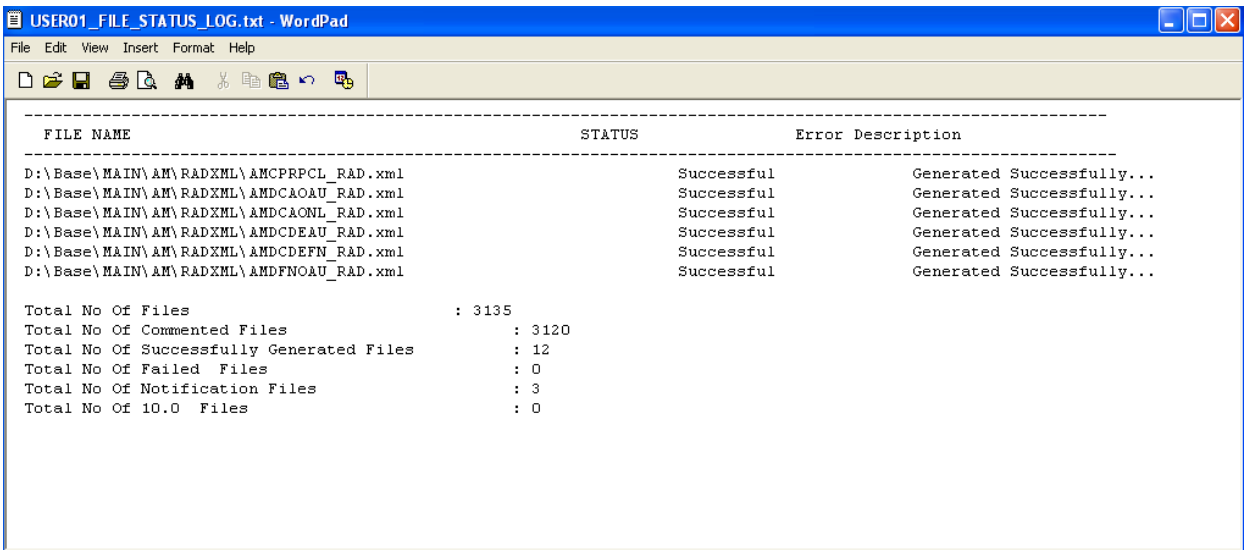 USER01_FILE_STATUS_LOG.txt - WordPad
File Edit View Insert Format Help
FILE NAME STATUS Error Description
D:\Base\MAIN\AM\RADXML\AMCPRPCL_RAD.xml Successful Generated Successfully...
D:\Base\MAIN\AM\RADXML\AMDCAOAU_RAD.xml Successful Generated Successfully...
D:\Base\MAIN\AM\RADXML\AMDCAONL_RAD.xml Successful Generated Successfully...
D:\Base\MAIN\AM\RADXML\AMDCDEAU_RAD.xml Successful Generated Successfully...
D:\Base\MAIN\AM\RADXML\AMDCDEFN_RAD.xml Successful Generated Successfully...
D:\Base\MAIN\AM\RADXML\AMDFNOAU_RAD.xml Successful Generated Successfully...
Total No Of Files : 3135
Total No Of Commented Files : 3120
Total No Of Successfully Generated Files : 12
Total No Of Failed Files : 0
Total No Of Notification Files : 3
Total No Of 10.0 Files : 0